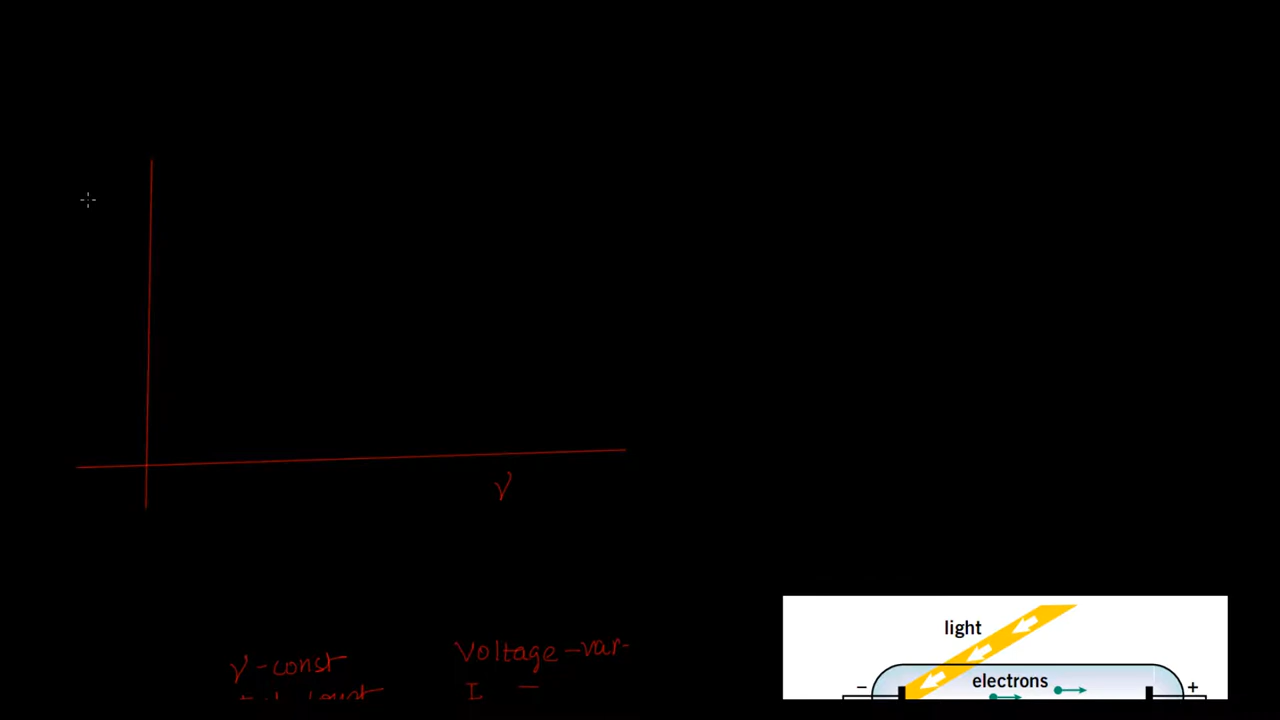 ν
ν-const
Voltage-var-
I
light
electrons
− +